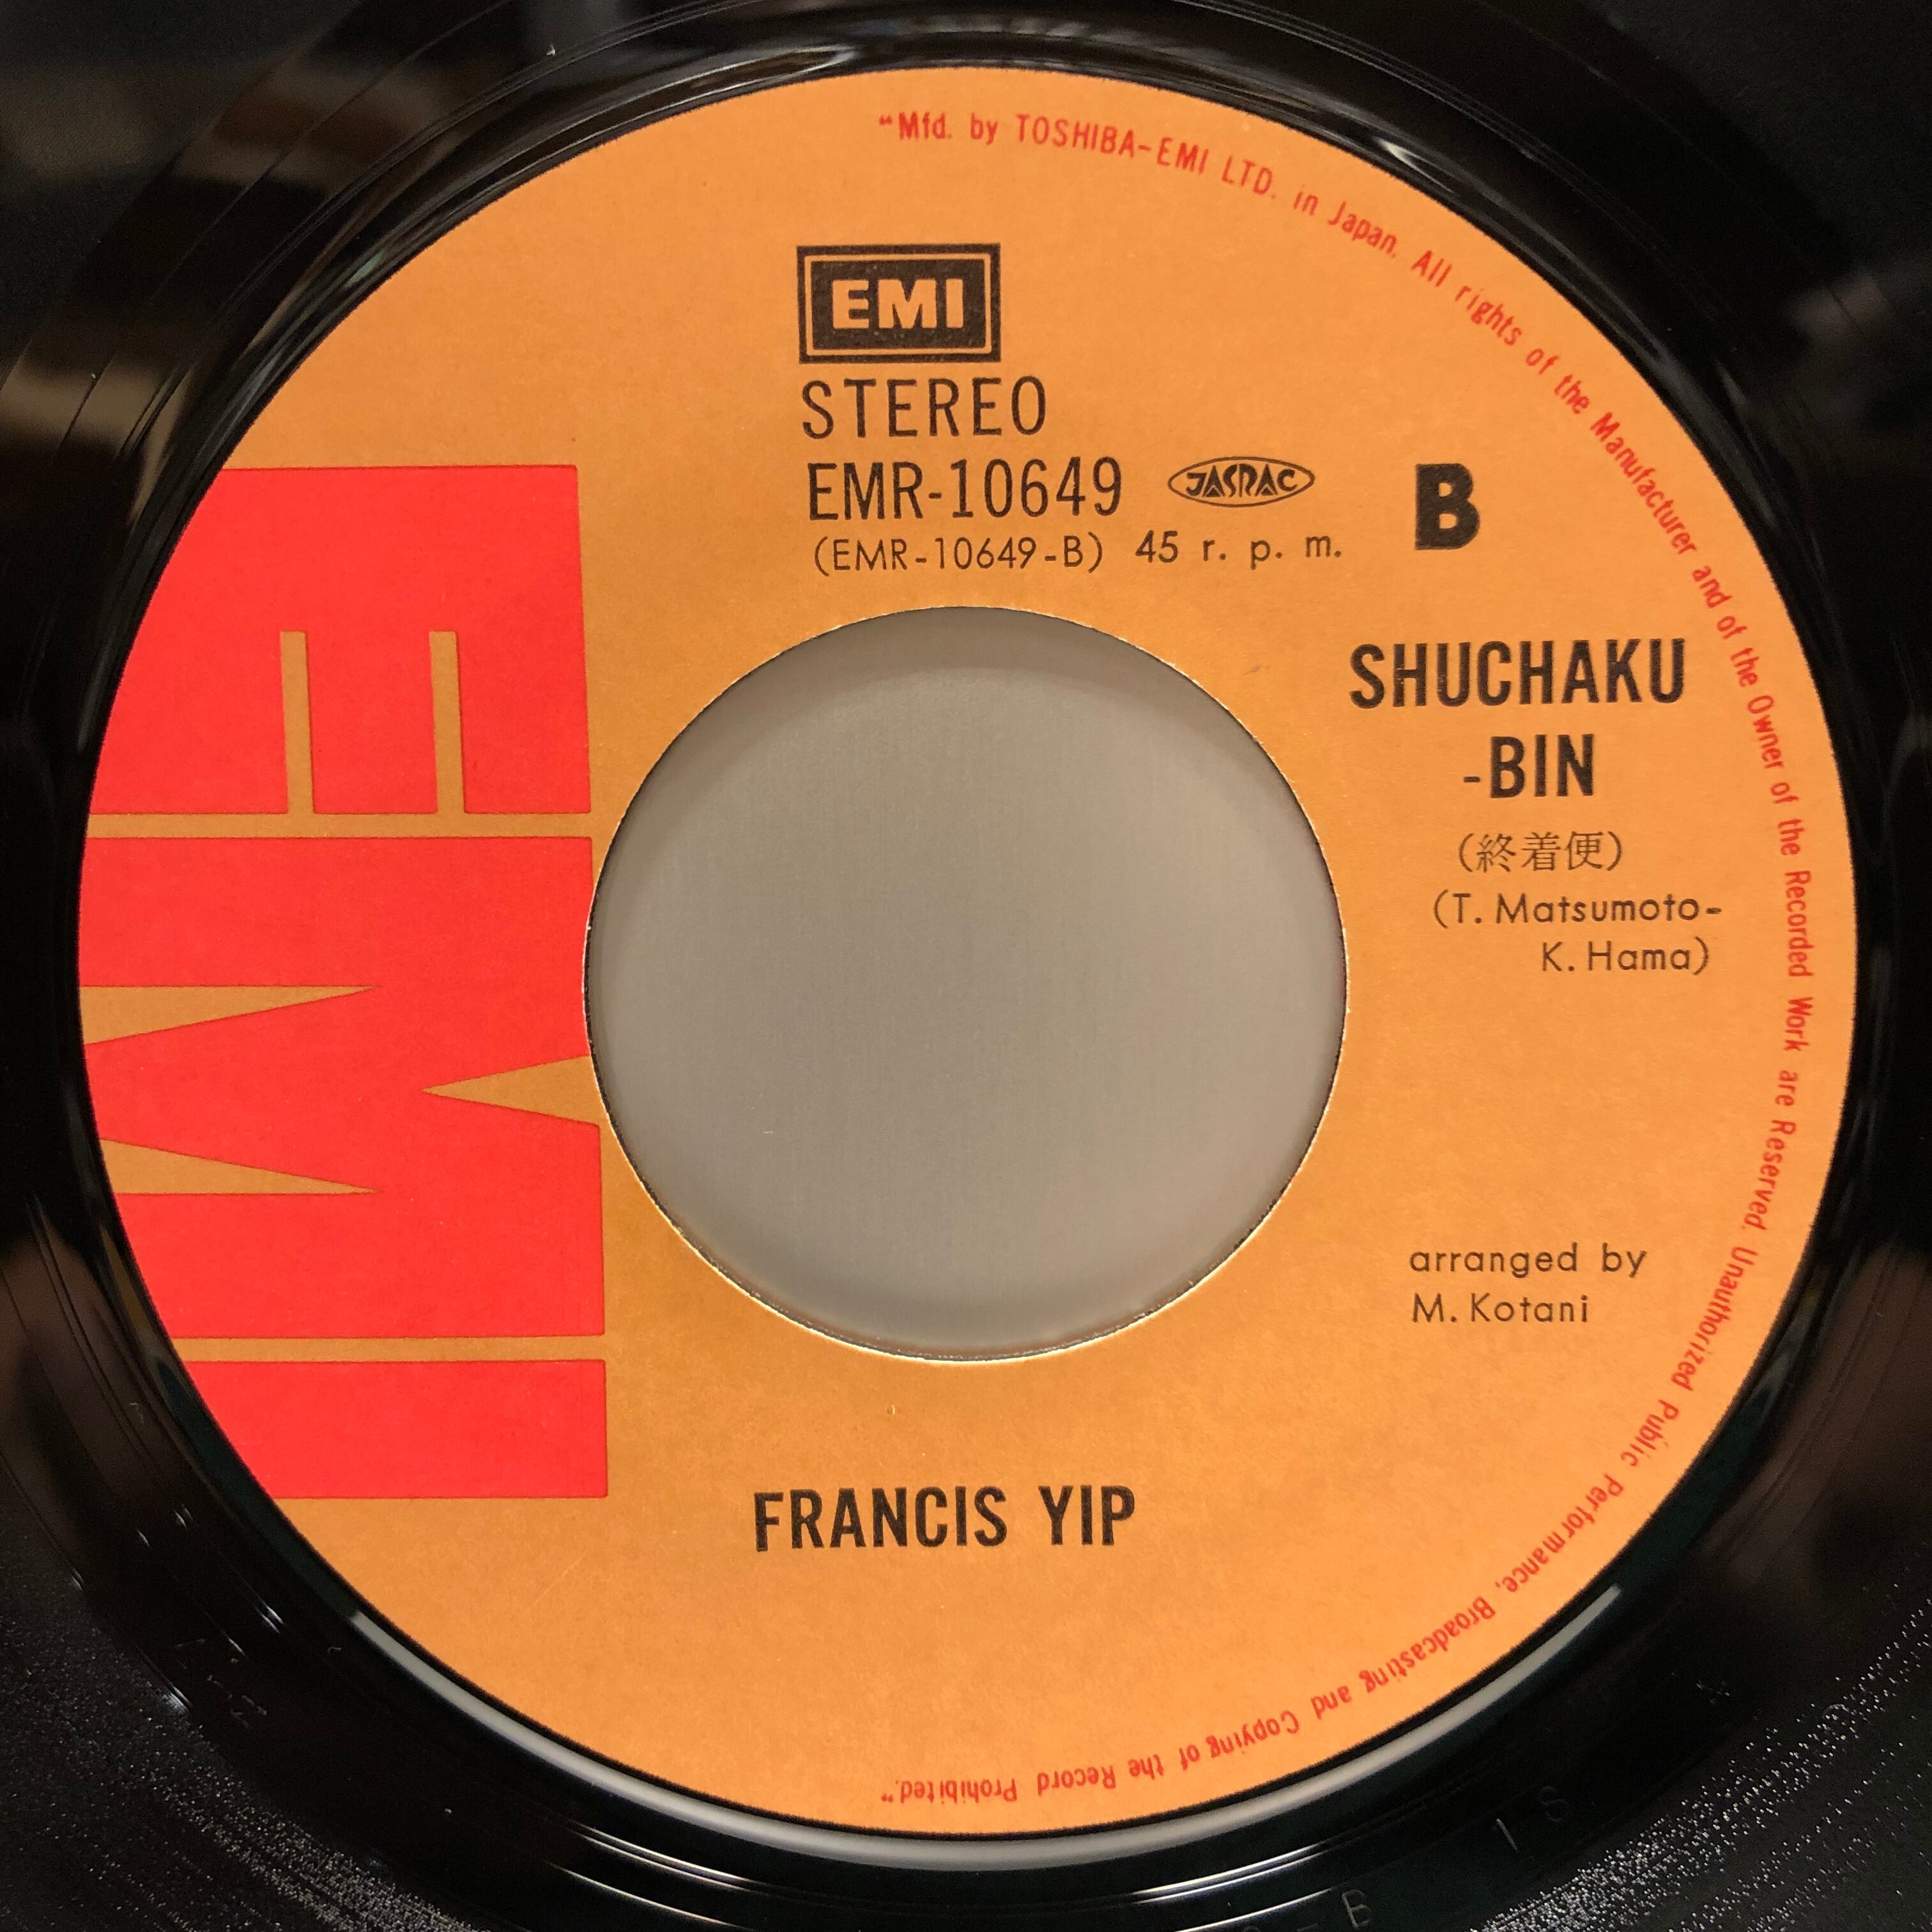 "Mfd. by TOSHIBA-EMI LTD. in Japan. All rights of the Manufacturer and of the Owner of the Recorded Work are Reserved. Unauthorized Public Performance, Broadcasting and Copying of the Record Prohibited."
EMI
STEREO
EMR-10649 JASRAC B
(EMR-10649-B) 45 r. p. m.
SHUCHAKU
-BIN
(終着便)
(T. Matsumoto-
K. Hama)
EMI
arranged by
M. Kotani
FRANCIS YIP